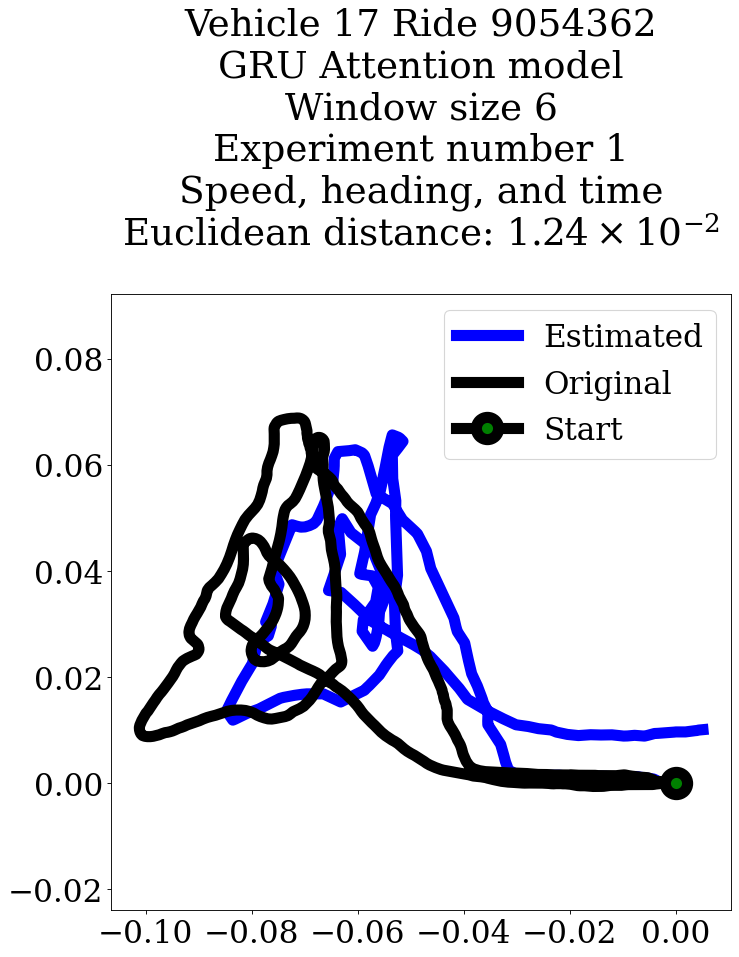 Vehicle 17 Ride 9054362
GRU Attention model
Window size 6
Experiment number 1
Speed, heading, and time
Euclidean distance: 1.24 × 10⁻²
Estimated
Original
Start
0.08
0.06
0.04
0.02
0.00
−0.02
−0.10 −0.08 −0.06 −0.04 −0.02 0.00